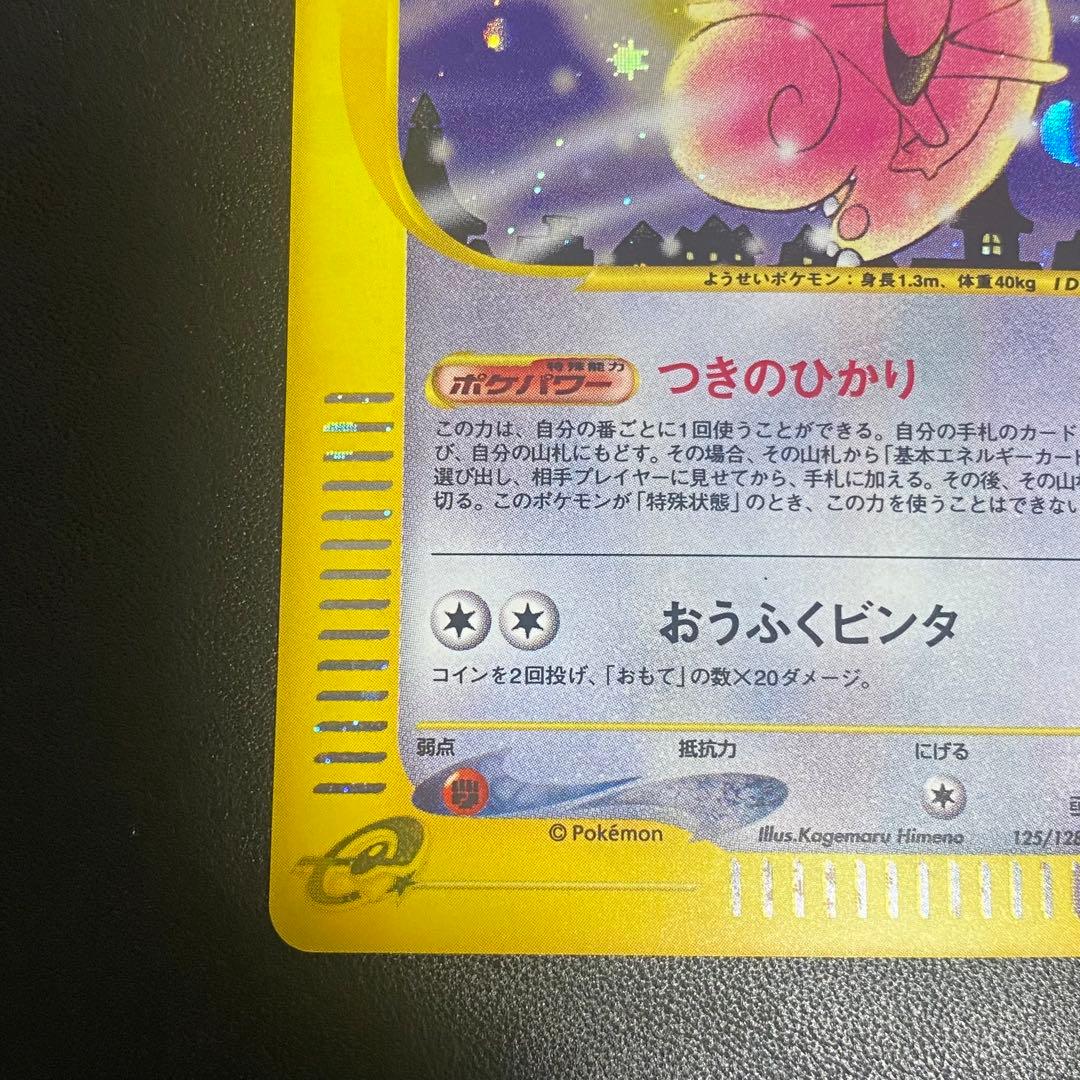 ようせいポケモン：身長1.3m、体重40kg ID
特殊能力
ポケパワー つきのひかり
この力は、自分の番ごとに1回使うことができる。自分の手札のカード
び、自分の山札にもどす。その場合、その山札から「基本エネルギーカード
選び出し、相手プレイヤーに見せてから、手札に加える。その後、その山札
切る。このポケモンが「特殊状態」のとき、この力を使うことはできない
おうふくビンタ
コインを2回投げ、「おもて」の数×20ダメージ。
弱点 抵抗力 にげる
© Pokémon Illus.Kagemaru Himeno 125/128
e